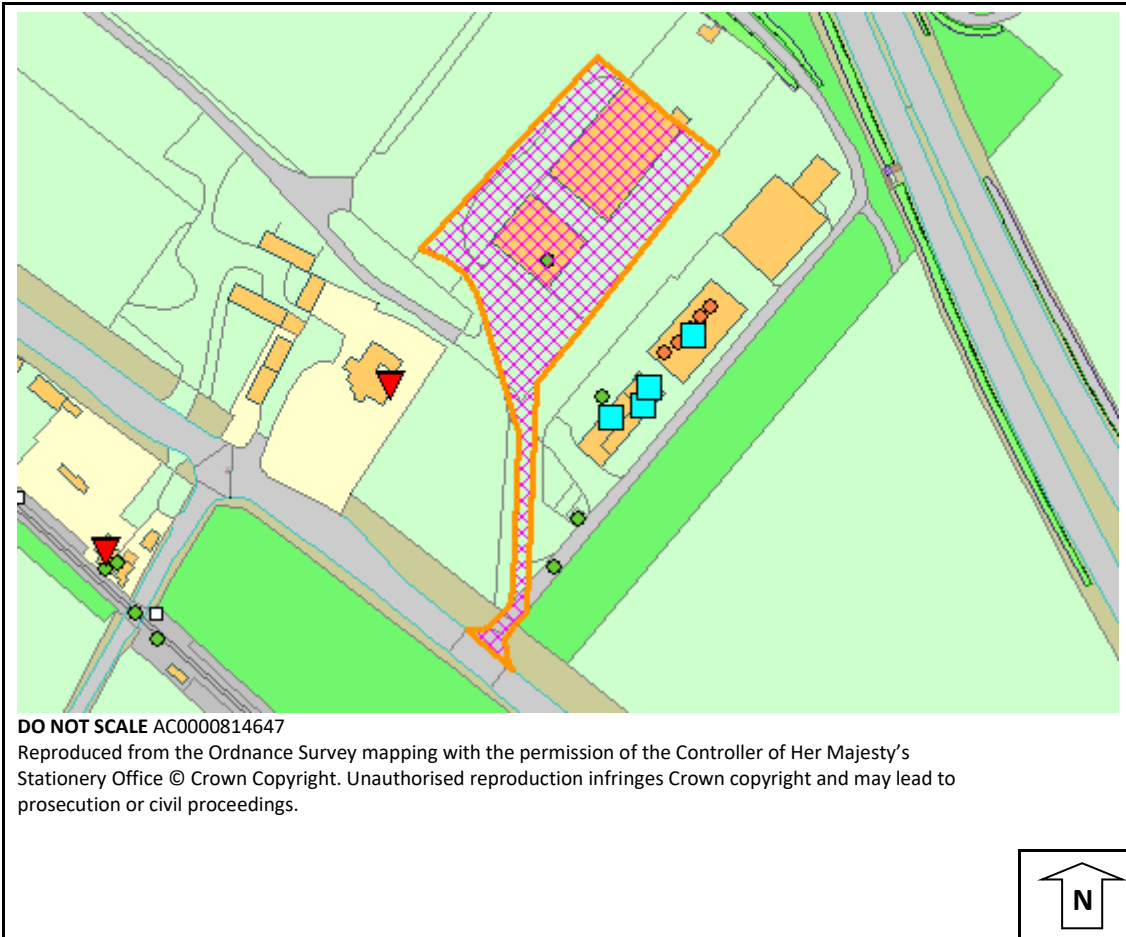 DO NOT SCALE AC0000814647
Reproduced from the Ordnance Survey mapping with the permission of the Controller of Her Majesty's
Stationery Office © Crown Copyright. Unauthorised reproduction infringes Crown copyright and may lead to
prosecution or civil proceedings.
N